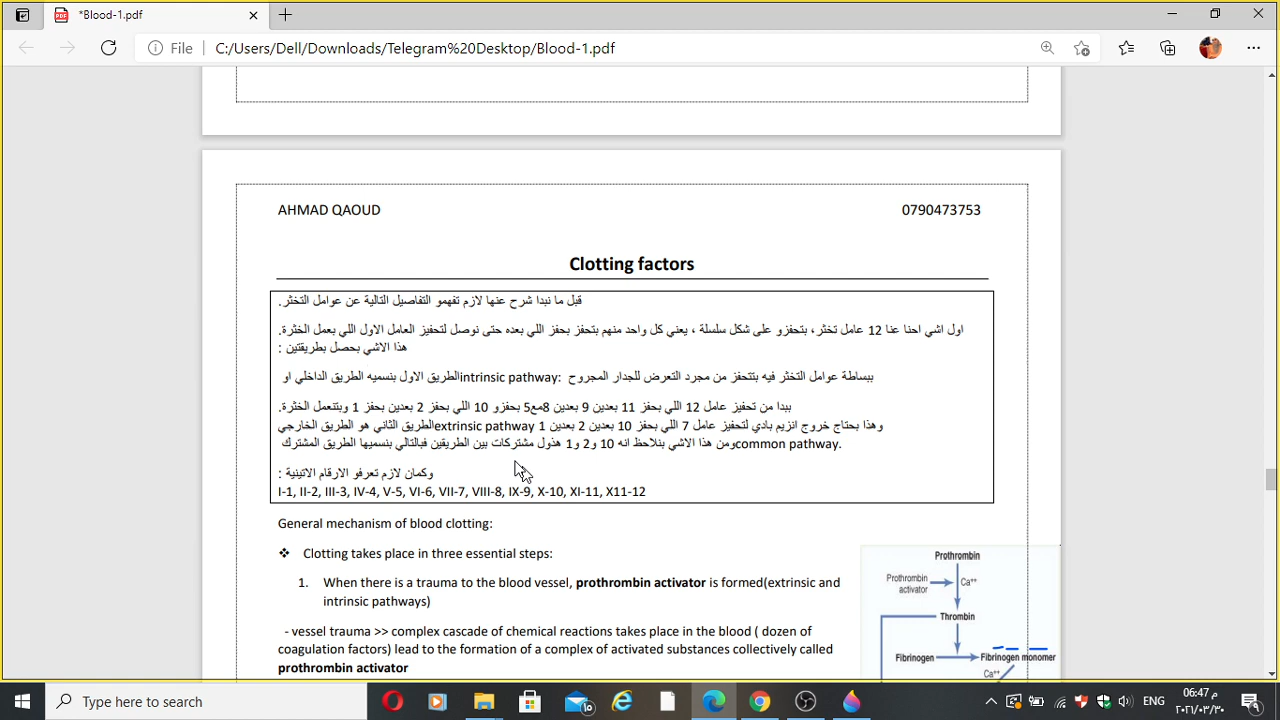 *Blood-1.pdf
File
C:/Users/Dell/Downloads/Telegram%20Desktop/Blood-1.pdf
AHMAD QAOUD
0790473753
Clotting factors
قبل ما نبدا شرح عنها لازم تفهمو التفاصيل التالية عن عوامل التخثر.
اول اشي احنا عنا 12 عامل تخثر، بتحفزو على شكل سلسلة ، يعني كل واحد منهم بتحفز بحفز اللي بعده حتى نوصل لتحفيز العامل الاول اللي بعمل الخثرة.
هذا الاشي بحصل بطريقتين :
ببساطة عوامل التخثر فيه بتتحفز من مجرد التعرض للجدار المجروح :intrinsic pathwayالطريق الاول بنسميه الطريق الداخلي او
بيدا من تحفيز عامل 12 اللي بحفز 11 بعدين 9 بعدين 8مع5 بحفزو 10 اللي بحفز 2 بعدين بحفز 1 وبتنعمل الخثرة.
وهذا بحتاج خروج انزيم بادي لتحفيز عامل 7 اللي بحفز 10 بعدين 2 بعدين 1 extrinsic pathwayالطريق الثاني هو الطريق الخارجي
.common pathwayومن هذا الاشي بنلاحظ انه 10 و2 و1 هذول مشتركات بين الطريقين فبالتالي بنسميها الطريق المشترك
وكمان لازم تعرفو الارقام الاتينية :
I-1, II-2, III-3, IV-4, V-5, VI-6, VII-7, VIII-8, IX-9, X-10, XI-11, X11-12
General mechanism of blood clotting:
❖ Clotting takes place in three essential steps:
1. When there is a trauma to the blood vessel, prothrombin activator is formed(extrinsic and
intrinsic pathways)
- vessel trauma >> complex cascade of chemical reactions takes place in the blood ( dozen of
coagulation factors) lead to the formation of a complex of activated substances collectively called
prothrombin activator
Prothrombin
Prothrombin
activator
Ca++
Thrombin
Fibrinogen
Fibrinogen monomer
Ca++
Type here to search
ENG
06:47 م
٢٠٢١/٠٣/٣٠